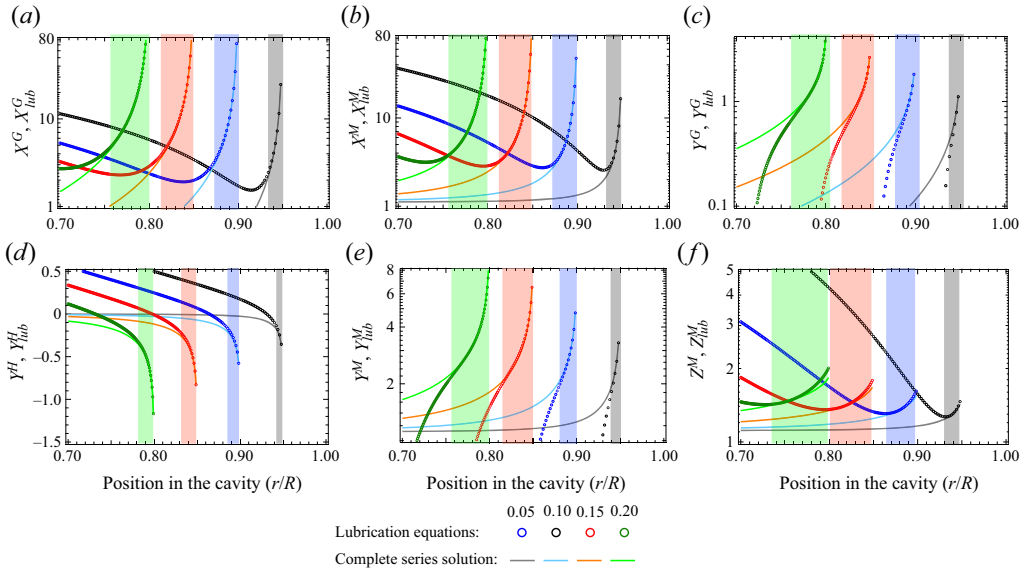 (a)
80
10
1
X^G, X^G_lub
0.70 0.80 0.90 1.00
(b)
80
10
1
X^M, X^M_lub
0.70 0.80 0.90 1.00
(c)
1
0.1
Y^G, Y^G_lub
0.70 0.80 0.90 1.00
(d)
0.5
0
−0.5
−1.0
−1.5
Y^H, Y^H_lub
0.70 0.80 0.90 1.00
Position in the cavity (r/R)
(e)
8
6
4
2
Y^M, Y^M_lub
0.70 0.80 0.90 1.00
Position in the cavity (r/R)
(f)
5
4
3
2
1
Z^M, Z^M_lub
0.70 0.80 0.90 1.00
Position in the cavity (r/R)
0.05 0.10 0.15 0.20
Lubrication equations:
Complete series solution: